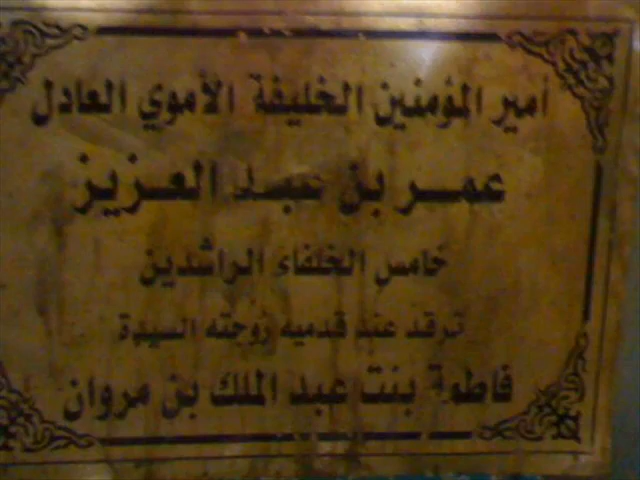 أمير المؤمنين الخليفة الأموي العادل
عمر بن عبد العزيز
خامس الخلفاء الراشدين
ترقد عند قدميه زوجته السيدة
فاطمة بنت عبد الملك بن مروان